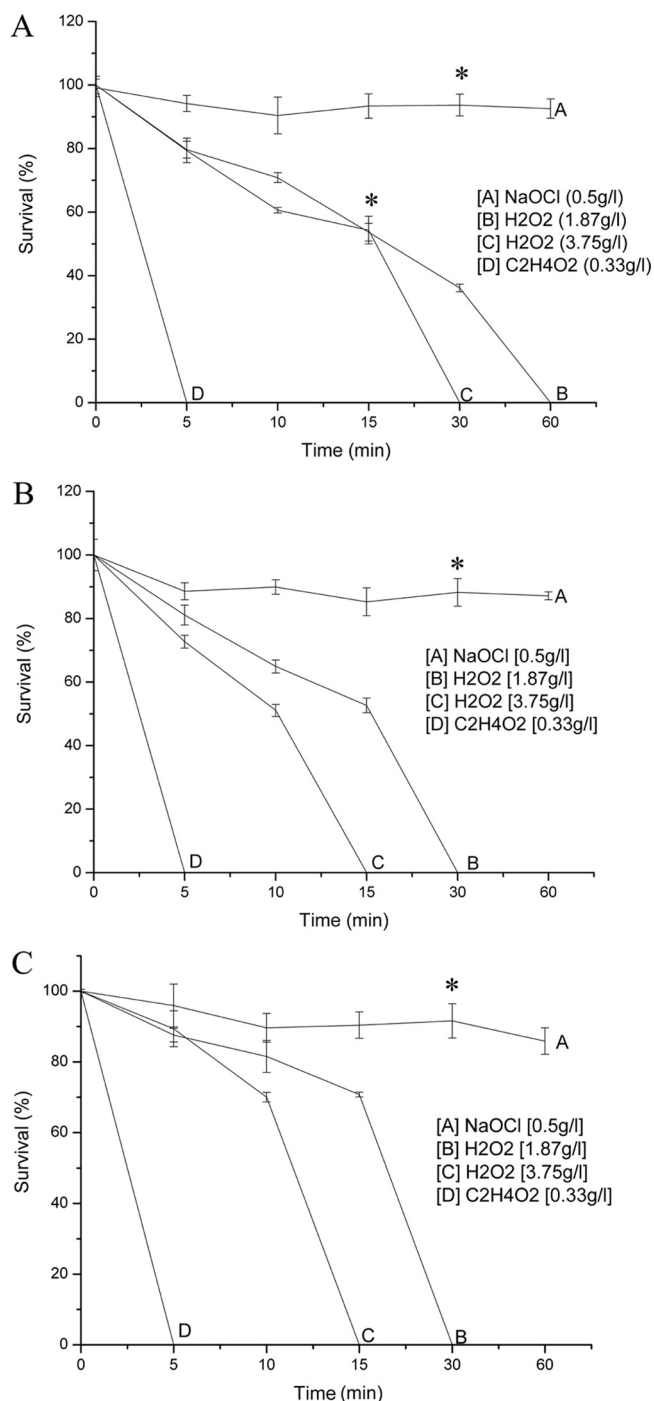 A
120
100
80
60
40
20
0
Survival (%)
*
*
A
[A] NaOCl (0.5g/l)
[B] H2O2 (1.87g/l)
[C] H2O2 (3.75g/l)
[D] C2H4O2 (0.33g/l)
D
C
B
0 5 10 15 30 60
Time (min)
B
120
100
80
60
40
20
0
Survival (%)
*
A
[A] NaOCl [0.5g/l]
[B] H2O2 [1.87g/l]
[C] H2O2 [3.75g/l]
[D] C2H4O2 [0.33g/l]
D
C
B
0 5 10 15 30 60
Time (min)
C
100
80
60
40
20
0
Survival (%)
*
A
[A] NaOCl [0.5g/l]
[B] H2O2 [1.87g/l]
[C] H2O2 [3.75g/l]
[D] C2H4O2 [0.33g/l]
D
C
B
0 5 10 15 30 60
Time (min)